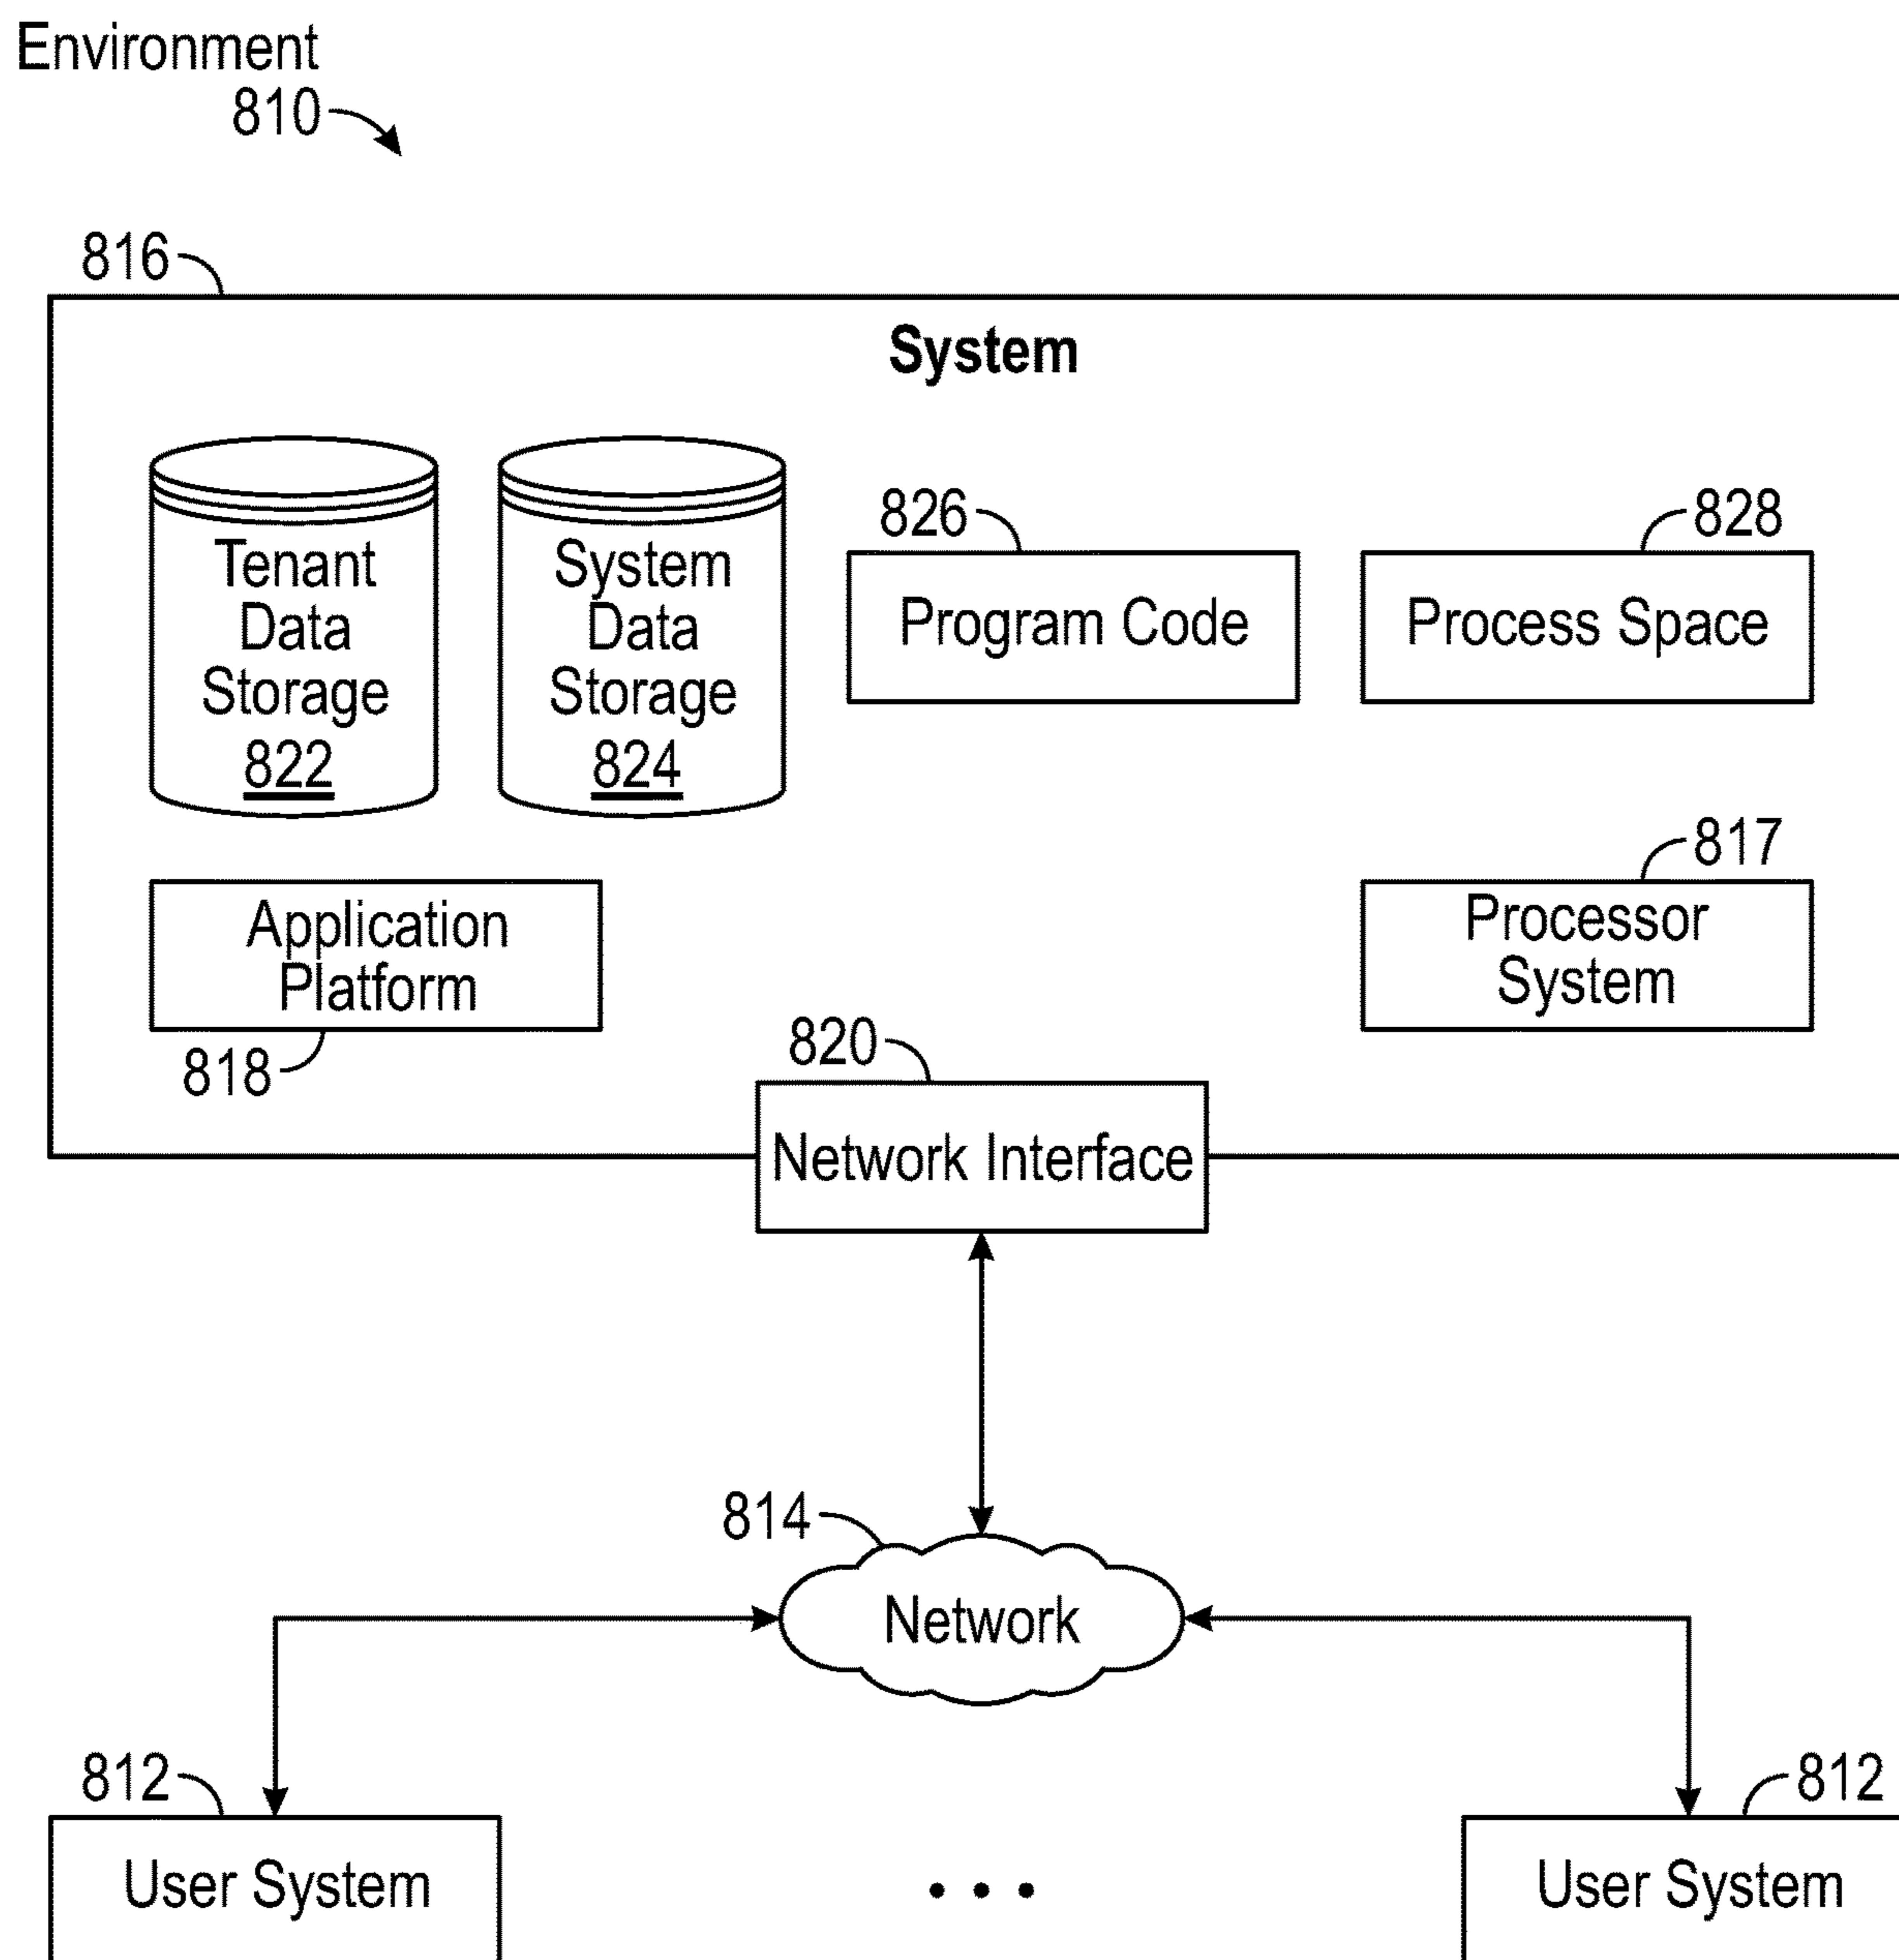 Environment
810
816
System
Tenant
Data
Storage
822
System
Data
Storage
824
826
Program Code
828
Process Space
Application
Platform
818
817
Processor
System
820
Network Interface
814
Network
812
User System
• • •
812
User System